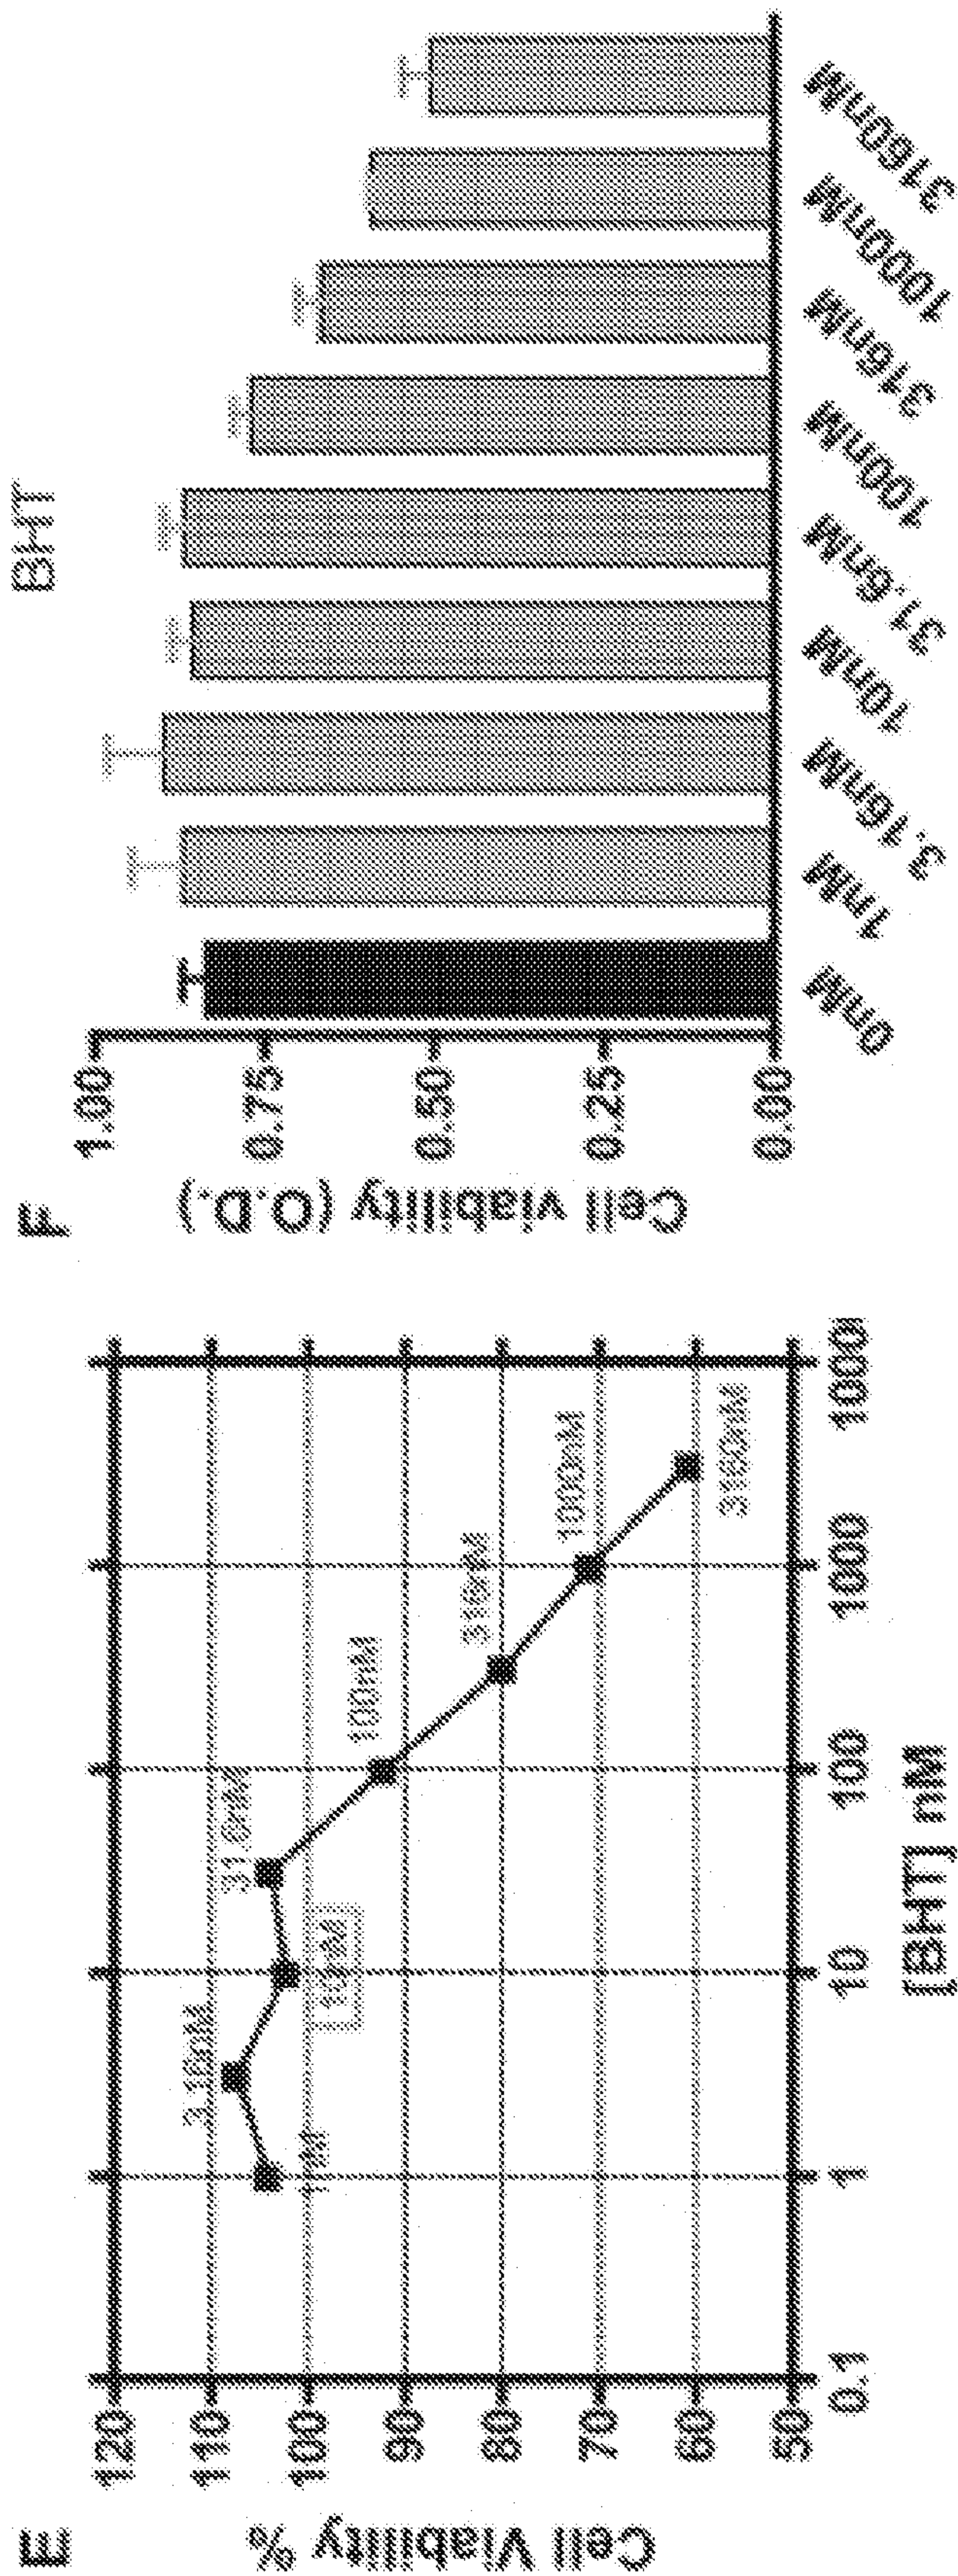 E
Cell Viability %
120
110
100
90
80
70
60
50
0.1
1
10
100
1000
1000
[BHT] nM
1nM
3.16nM
10nM
31.6nM
100nM
316nM
1000nM
3160nM
F
BHT
Cell viability (O.D.)
1.00
0.75
0.50
0.25
0.00
0nM
1nM
3.16nM
10nM
31.6nM
100nM
316nM
1000nM
3160nM